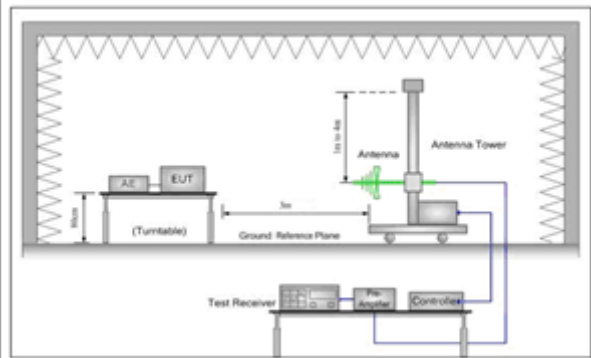 1m to 4m
Antenna
Antenna Tower
AE
EUT
80cm
(Turntable)
3m
Ground Reference Plane
Test Receiver
Pre-
Amplifier
Controller